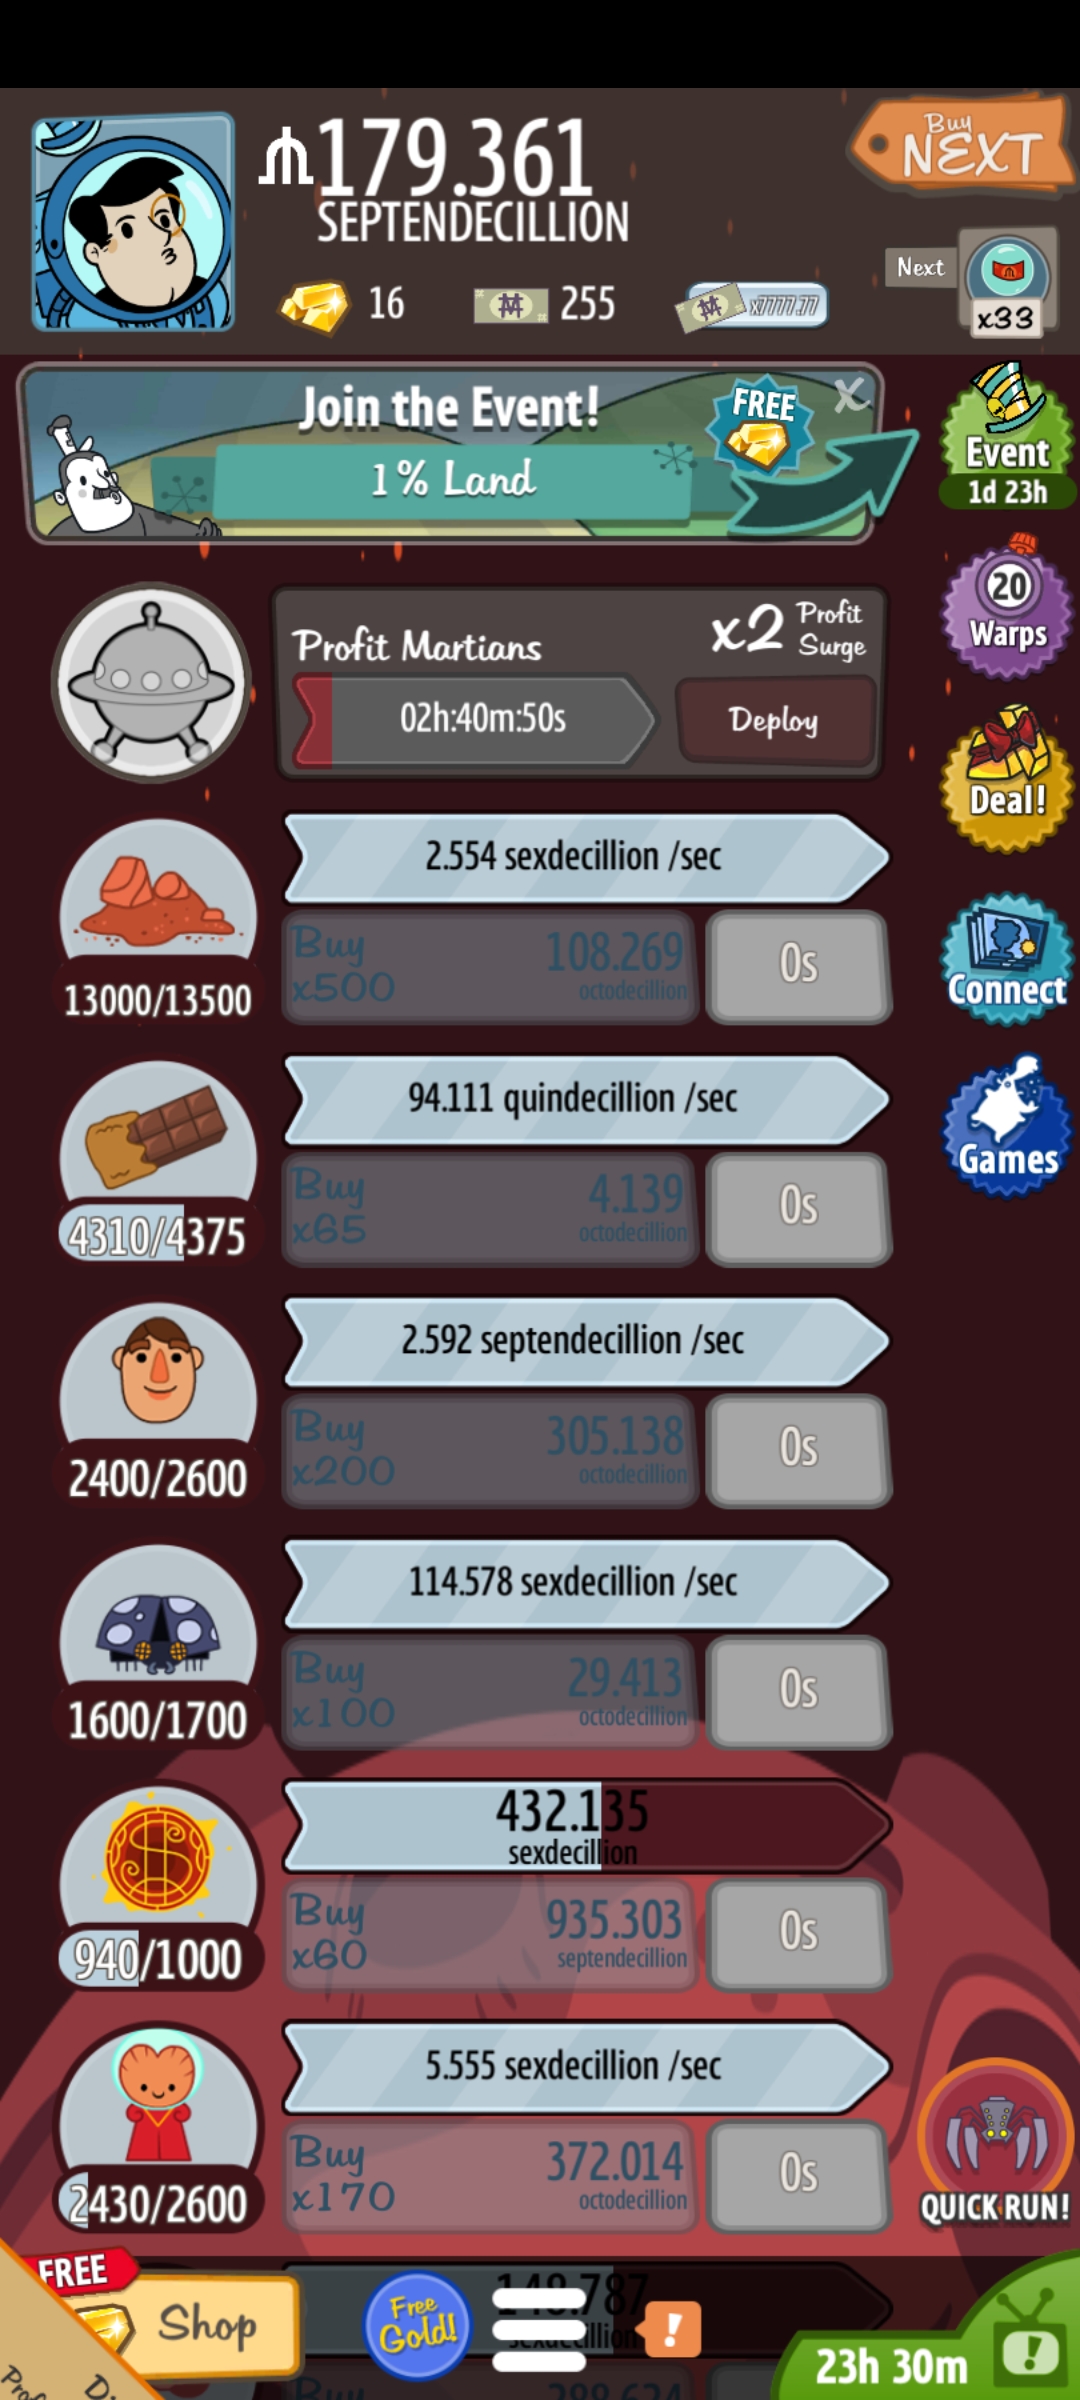 179.361
SEPTENDECILLION
Buy
NEXT
16
255
x7777.77
Next
x33
Join the Event!
1% Land
FREE
X
Event
1d 23h
20
Warps
Profit Martians
x2 Profit Surge
02h:40m:50s
Deploy
Deal!
2.554 sexdecillion /sec
Buy
x500
108.269
octodecillion
0s
13000/13500
Connect
94.111 quindecillion /sec
Buy
x65
4.139
octodecillion
0s
4310/4375
Games
2.592 septendecillion /sec
Buy
x200
305.138
octodecillion
0s
2400/2600
114.578 sexdecillion /sec
Buy
x100
29.413
octodecillion
0s
1600/1700
432.135
sexdecillion
Buy
x60
935.303
septendecillion
0s
940/1000
5.555 sexdecillion /sec
Buy
x170
372.014
octodecillion
0s
2430/2600
QUICK RUN!
FREE
Shop
Free
Gold!
148.787
sexdecillion
!
23h 30m
!
Buy